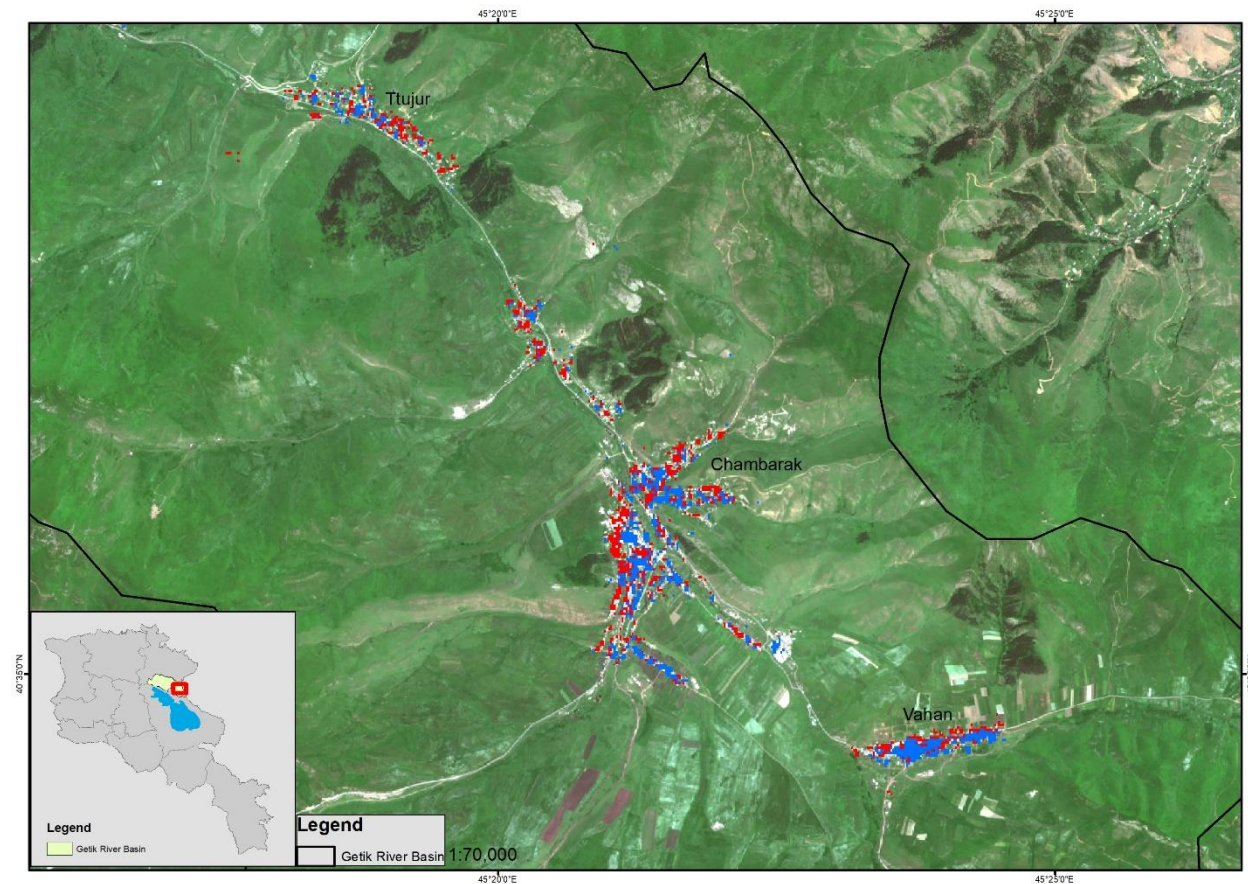 45°20'0"E
45°25'0"E
Ttujur
Chambarak
40°35'0"N
Vahan
Legend
Getik River Basin
Legend
Getik River Basin
1:70,000
45°20'0"E
45°25'0"E